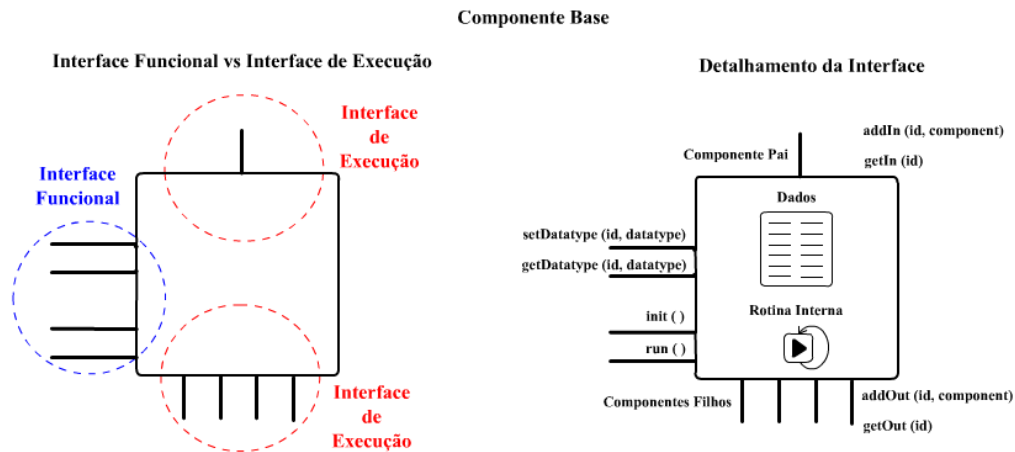 Componente Base
Interface Funcional vs Interface de Execução
Interface
de
Execução
Interface
Funcional
Interface
de
Execução
Detalhamento da Interface
addIn (id, component)
Componente Pai
getIn (id)
Dados
setDatatype (id, datatype)
getDatatype (id, datatype)
Rotina Interna
init ( )
run ( )
Componentes Filhos
addOut (id, component)
getOut (id)